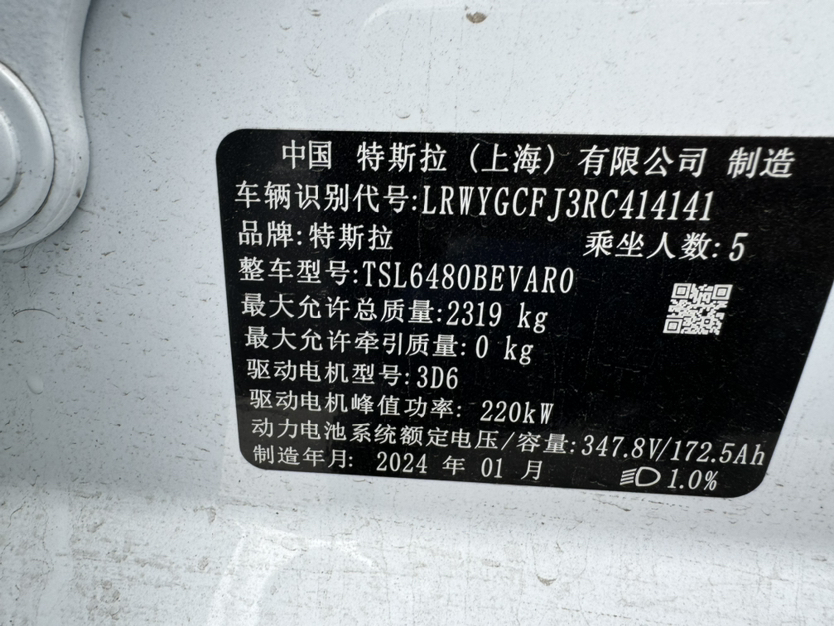 中国 特斯拉 (上海) 有限公司 制造
车辆识别代号:LRWYGCFJ3RC414141
品牌:特斯拉 乘坐人数:5
整车型号:TSL6480BEVAR0
最大允许总质量:2319 kg
最大允许牵引质量:0 kg
驱动电机型号:3D6
驱动电机峰值功率: 220kW
动力电池系统额定电压/容量:347.8V/172.5Ah
制造年月: 2024 年 01 月 1.0%